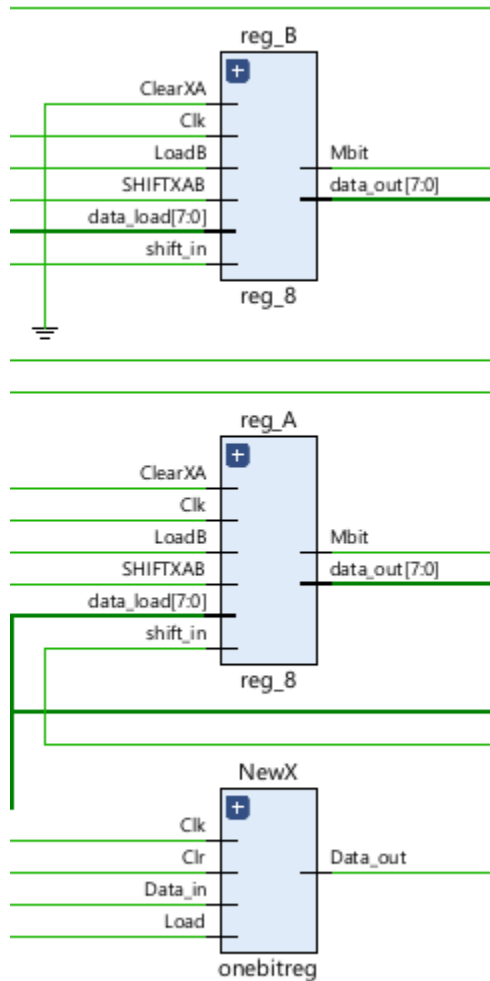 reg_B
ClearXA
Clk
LoadB
Mbit
SHIFTXAB
data_out[7:0]
data_load[7:0]
shift_in
reg_8
reg_A
ClearXA
Clk
LoadB
Mbit
SHIFTXAB
data_out[7:0]
data_load[7:0]
shift_in
reg_8
NewX
Clk
Clr
Data_out
Data_in
Load
onebitreg